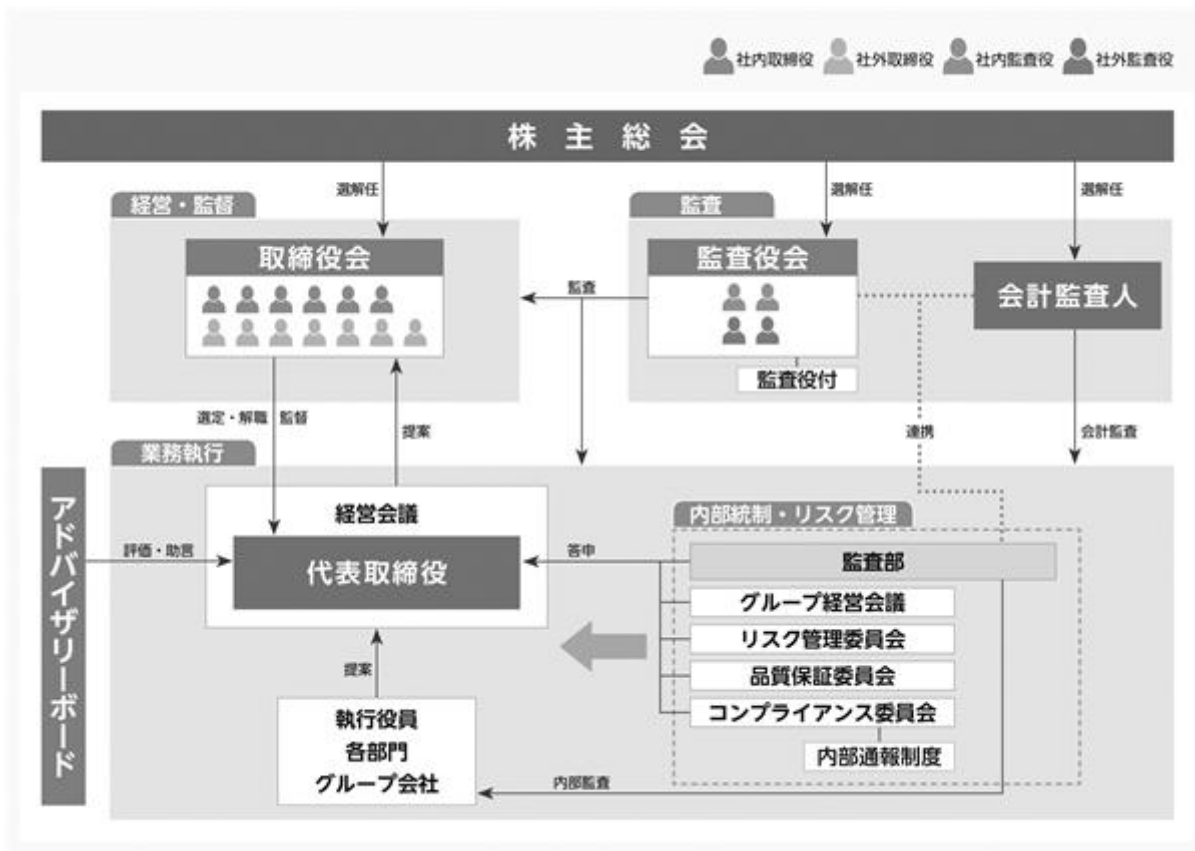 社内取締役 社外取締役 社内監査役 社外監査役
株主総会
選解任
選解任
選解任
経営・監督
取締役会
監査
監査役会
会計監査人
監査
監査役付
選定・解職
監督
提案
連携
会計監査
業務執行
アドバイザリーボード
評価・助言
経営会議
代表取締役
答申
内部統制・リスク管理
監査部
グループ経営会議
リスク管理委員会
品質保証委員会
コンプライアンス委員会
内部通報制度
提案
執行役員
各部門
グループ会社
内部監査